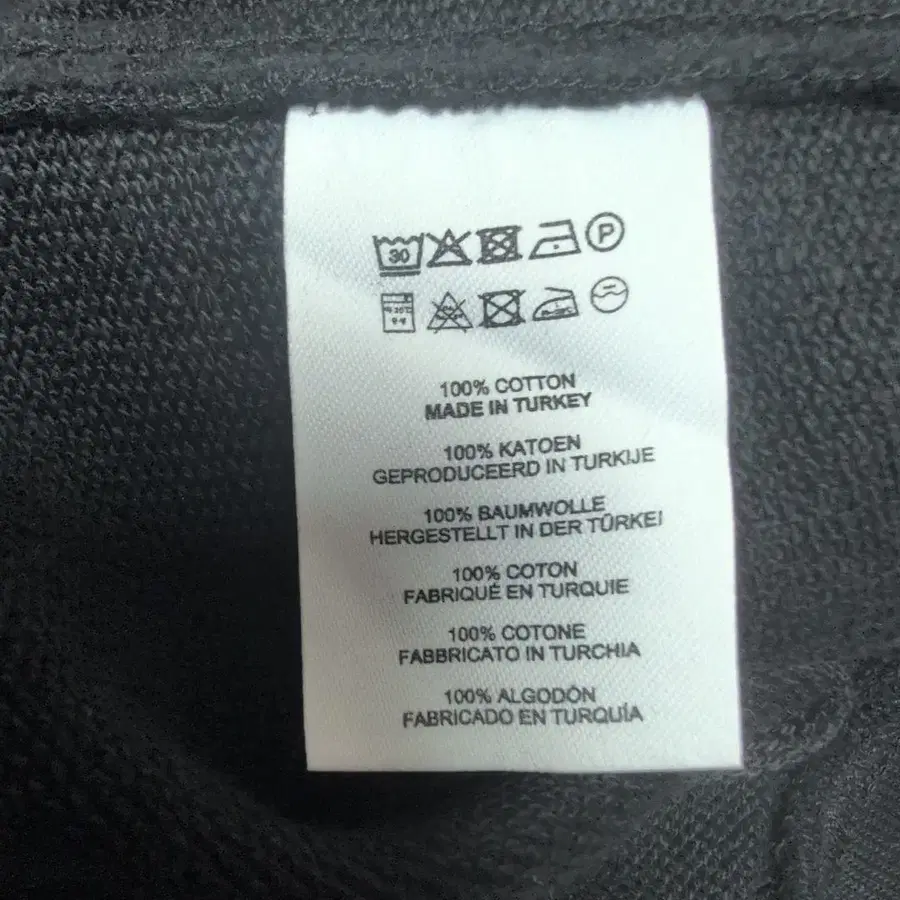 30 P
100% COTTON
MADE IN TURKEY
100% KATOEN
GEPRODUCEERD IN TURKIJE
100% BAUMWOLLE
HERGESTELLT IN DER TÜRKEI
100% COTON
FABRIQUÉ EN TURQUIE
100% COTONE
FABBRICATO IN TURCHIA
100% ALGODÓN
FABRICADO EN TURQUÍA